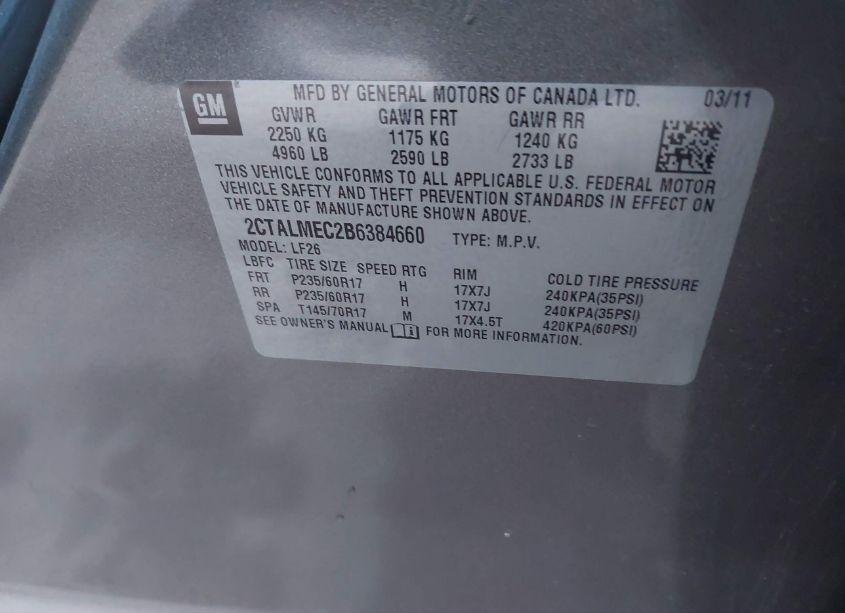 GM MFD BY GENERAL MOTORS OF CANADA LTD. 03/11
GVWR GAWR FRT GAWR RR
2250 KG 1175 KG 1240 KG
4960 LB 2590 LB 2733 LB
THIS VEHICLE CONFORMS TO ALL APPLICABLE U.S. FEDERAL MOTOR
VEHICLE SAFETY AND THEFT PREVENTION STANDARDS IN EFFECT ON
THE DATE OF MANUFACTURE SHOWN ABOVE.
2CTALMEC2B6384660 TYPE: M.P.V.
MODEL: LF26
LBFC TIRE SIZE SPEED RTG RIM COLD TIRE PRESSURE
FRT P235/60R17 H 17X7J 240KPA(35PSI)
RR P235/60R17 H 17X7J 240KPA(35PSI)
SPA T145/70R17 M 17X4.5T 420KPA(60PSI)
SEE OWNER'S MANUAL FOR MORE INFORMATION.